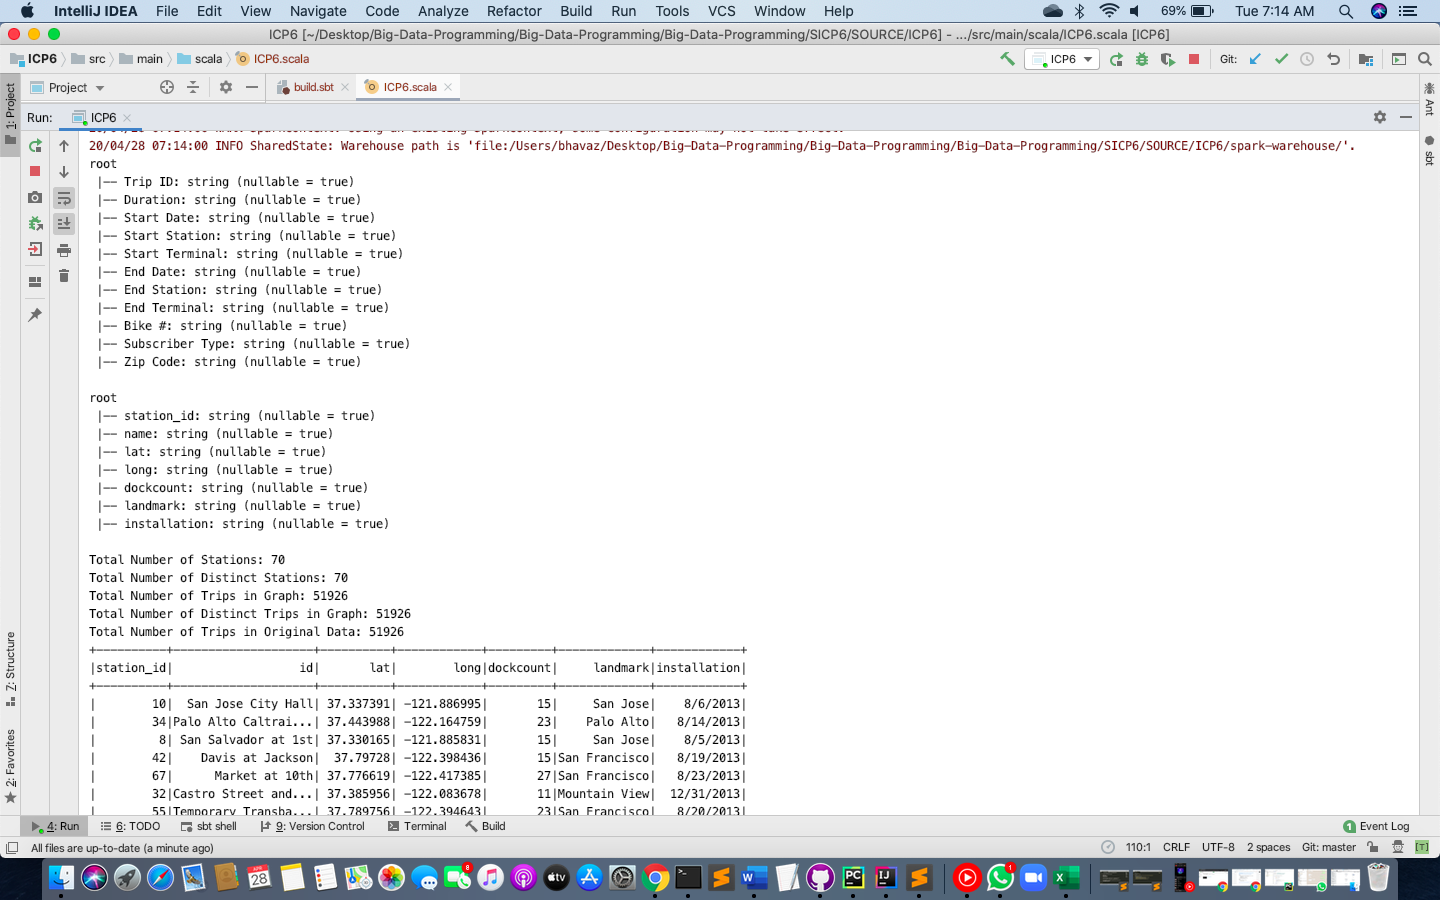 IntelliJ IDEA File Edit View Navigate Code Analyze Refactor Build Run Tools VCS Window Help 69% Tue 7:14 AM
ICP6 [~/Desktop/Big-Data-Programming/Big-Data-Programming/Big-Data-Programming/SICP6/SOURCE/ICP6] - .../src/main/scala/ICP6.scala [ICP6]
ICP6 src main scala ICP6.scala ICP6 Git:
Project build.sbt ICP6.scala
1: Project
Ant
sbt
Run: ICP6
20/04/28 07:14:00 INFO SharedState: Warehouse path is 'file:/Users/bhavaz/Desktop/Big-Data-Programming/Big-Data-Programming/Big-Data-Programming/SICP6/SOURCE/ICP6/spark-warehouse/'.
root
|-- Trip ID: string (nullable = true)
|-- Duration: string (nullable = true)
|-- Start Date: string (nullable = true)
|-- Start Station: string (nullable = true)
|-- Start Terminal: string (nullable = true)
|-- End Date: string (nullable = true)
|-- End Station: string (nullable = true)
|-- End Terminal: string (nullable = true)
|-- Bike #: string (nullable = true)
|-- Subscriber Type: string (nullable = true)
|-- Zip Code: string (nullable = true)
root
|-- station_id: string (nullable = true)
|-- name: string (nullable = true)
|-- lat: string (nullable = true)
|-- long: string (nullable = true)
|-- dockcount: string (nullable = true)
|-- landmark: string (nullable = true)
|-- installation: string (nullable = true)
Total Number of Stations: 70
Total Number of Distinct Stations: 70
Total Number of Trips in Graph: 51926
Total Number of Distinct Trips in Graph: 51926
Total Number of Trips in Original Data: 51926
+----------+--------------------+---------+-----------+---------+-------------+------------+
|station_id| id| lat| long|dockcount| landmark|installation|
+----------+--------------------+---------+-----------+---------+-------------+------------+
| 10| San Jose City Hall| 37.337391| -121.886995| 15| San Jose| 8/6/2013|
| 34|Palo Alto Caltrai...| 37.443988| -122.164759| 23| Palo Alto| 8/14/2013|
| 8| San Salvador at 1st| 37.330165| -121.885831| 15| San Jose| 8/5/2013|
| 42| Davis at Jackson| 37.79728| -122.398436| 15|San Francisco| 8/19/2013|
| 67| Market at 10th| 37.776619| -122.417385| 27|San Francisco| 8/23/2013|
| 32|Castro Street and...| 37.385956| -122.083678| 11|Mountain View| 12/31/2013|
| 55|Temporary Transba...| 37.789756| -122.394643| 23|San Francisco| 8/20/2013|
Z: Structure
2: Favorites
4: Run 6: TODO sbt shell 9: Version Control Terminal Build 1 Event Log
All files are up-to-date (a minute ago) 110:1 CRLF UTF-8 2 spaces Git: master [T]
APR 28 8 tv PC IJ 1